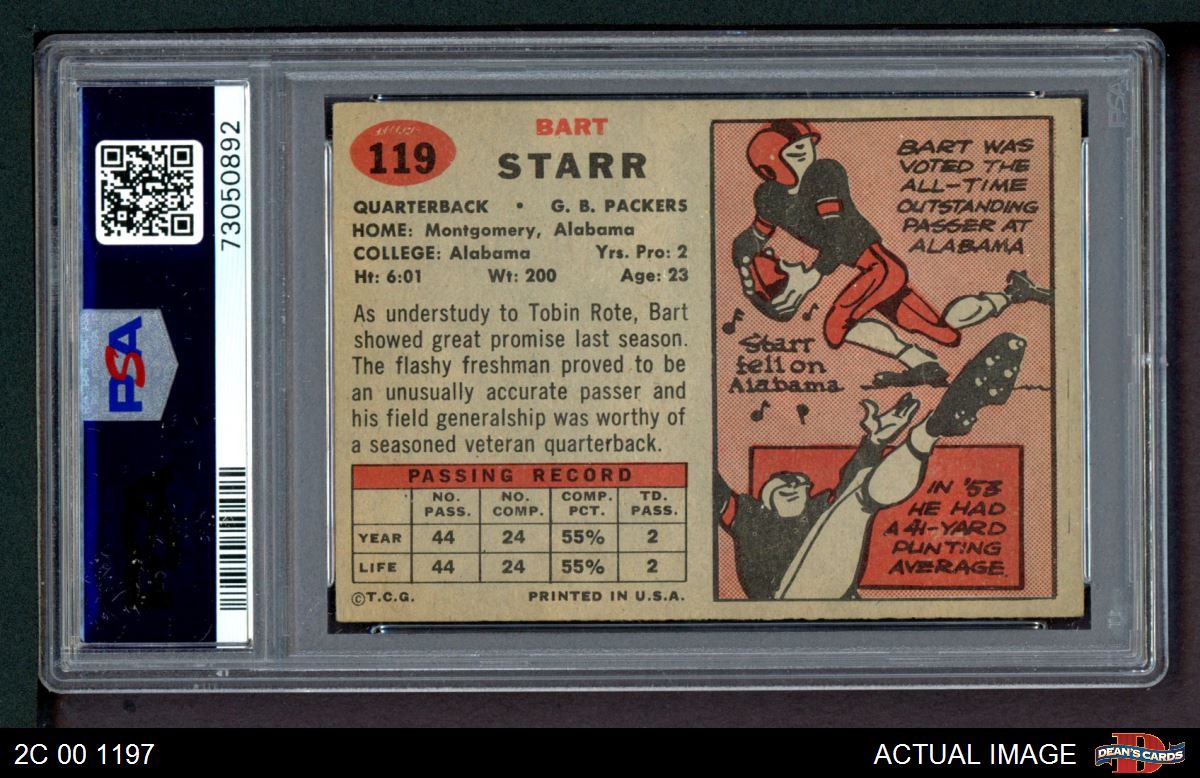 73050892
PSA
119
BART
STARR
QUARTERBACK • G. B. PACKERS
HOME: Montgomery, Alabama
COLLEGE: Alabama Yrs. Pro: 2
Ht: 6:01 Wt: 200 Age: 23
As understudy to Tobin Rote, Bart
showed great promise last season.
The flashy freshman proved to be
an unusually accurate passer and
his field generalship was worthy of
a seasoned veteran quarterback.
PASSING RECORD
NO. PASS. NO. COMP. COMP. PCT. TD. PASS.
YEAR 44 24 55% 2
LIFE 44 24 55% 2
©T.C.G. PRINTED IN U.S.A.
BART WAS
VOTED THE
ALL-TIME
OUTSTANDING
PASSER AT
ALABAMA
Starr
fell on
Alabama
IN '53
HE HAD
A 41-YARD
PUNTING
AVERAGE.
PSA
2C 00 1197
ACTUAL IMAGE
DEAN'S CARDS